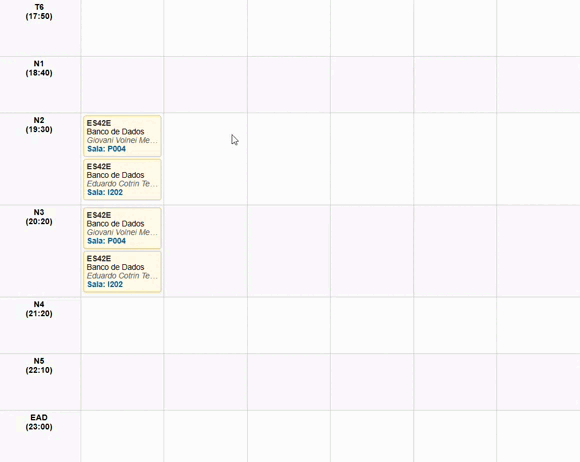 T6
(17:50)
N1
(18:40)
N2
(19:30)
ES42E
Banco de Dados
Giovani Volnei Me...
Sala: P004
ES42E
Banco de Dados
Eduardo Cotrin Te...
Sala: I202
N3
(20:20)
ES42E
Banco de Dados
Giovani Volnei Me...
Sala: P004
ES42E
Banco de Dados
Eduardo Cotrin Te...
Sala: I202
N4
(21:20)
N5
(22:10)
EAD
(23:00)